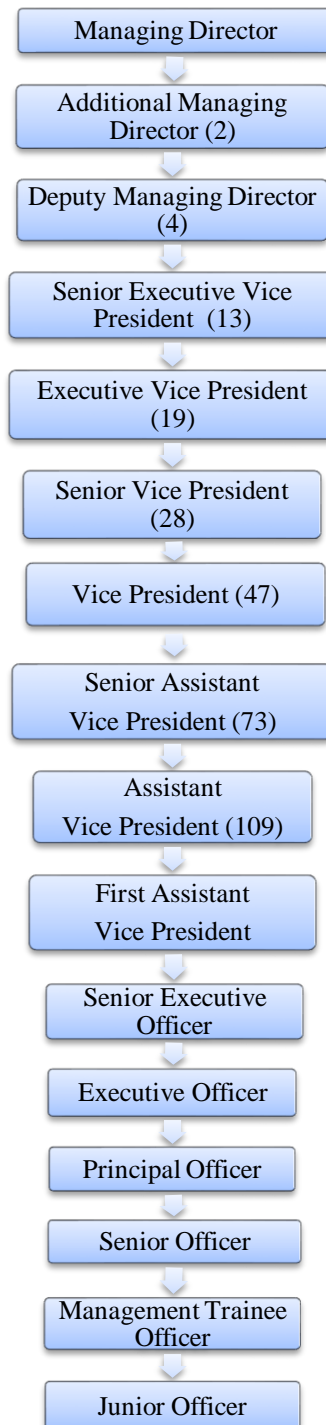 Managing Director
Additional Managing
Director (2)
Deputy Managing Director
(4)
Senior Executive Vice
President (13)
Executive Vice President
(19)
Senior Vice President
(28)
Vice President (47)
Senior Assistant
Vice President (73)
Assistant
Vice President (109)
First Assistant
Vice President
Senior Executive
Officer
Executive Officer
Principal Officer
Senior Officer
Management Trainee
Officer
Junior Officer